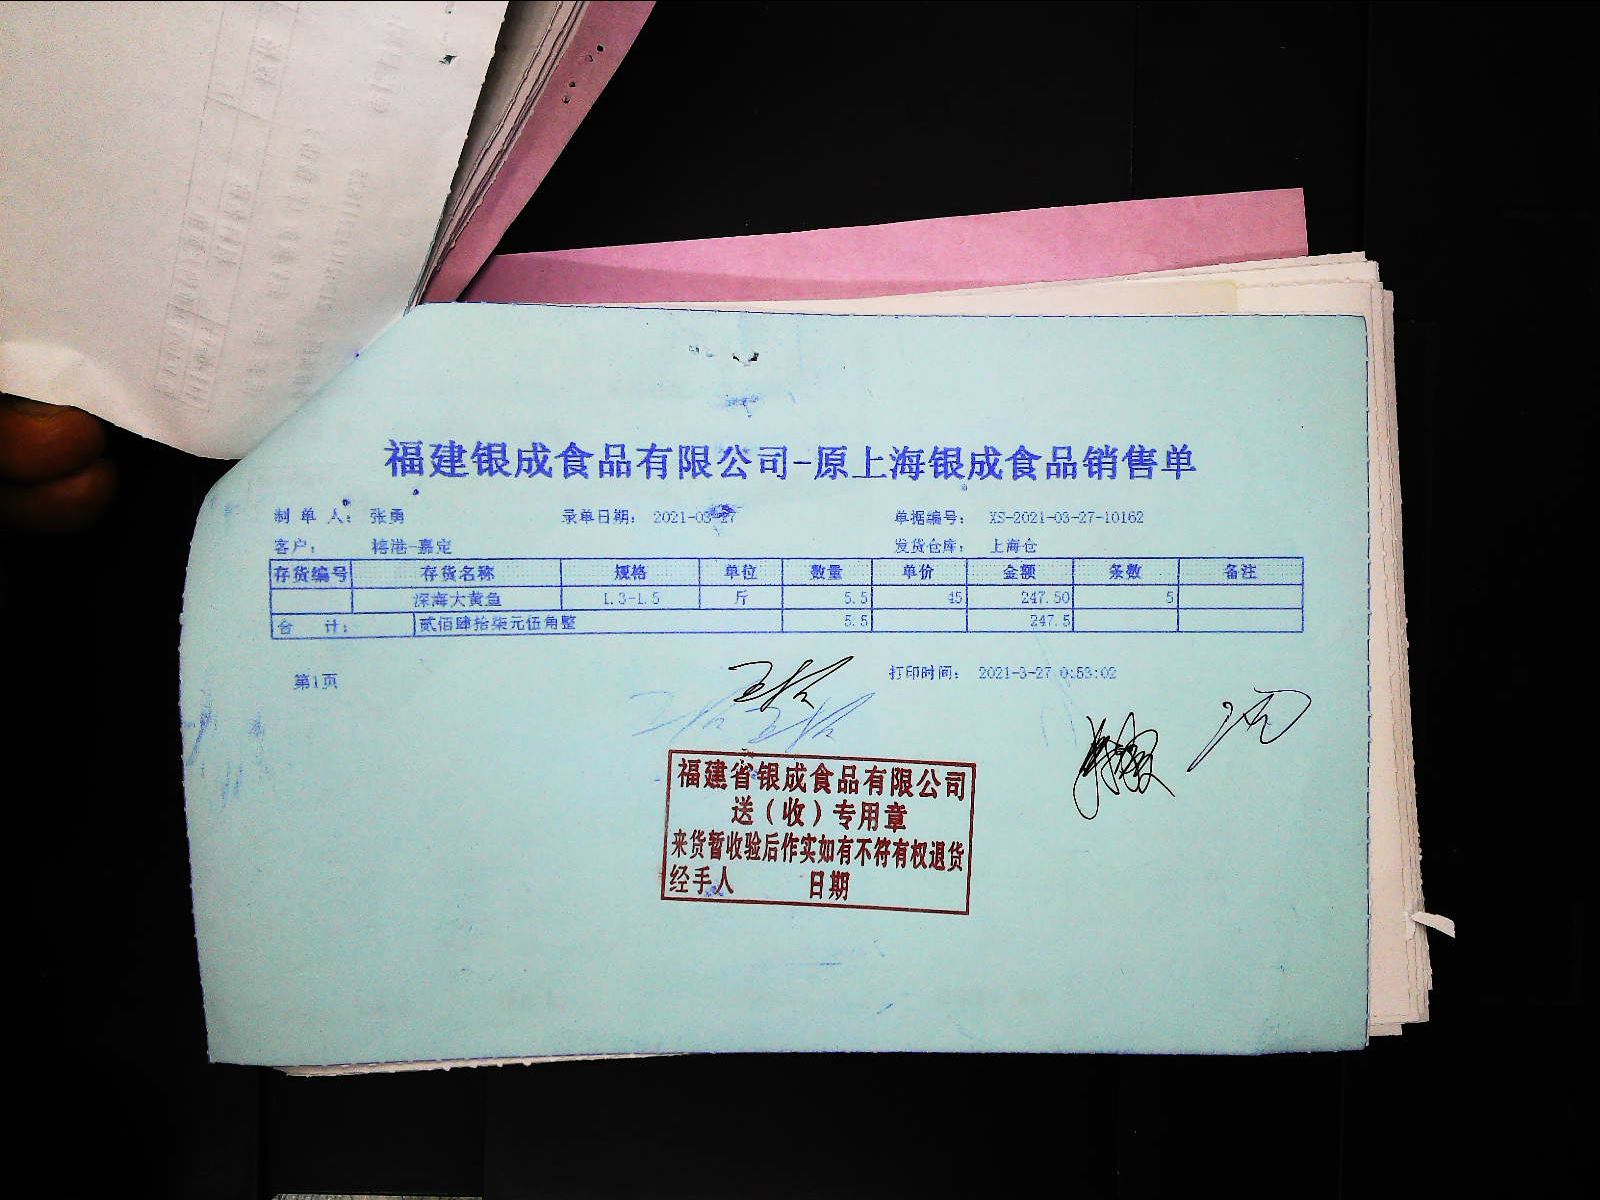 福建银成食品有限公司-原上海银成食品销售单
制 单 人: 张勇 录单日期: 2021-03-27 单据编号: XS-2021-03-27-10162
客户: 榕港-嘉定 发货仓库: 上海仓
存货编号 存货名称 规格 单位 数量 单价 金额 条数 备注
深海大黄鱼 1.3-1.5 斤 5.5 45 247.50 5
合 计: 贰佰肆拾柒元伍角整 5.5 247.5
第1页 打印时间: 2021-3-27 0:53:02
福建省银成食品有限公司
送(收)专用章
来货暂收验后作实如有不符有权退货
经手人 日期